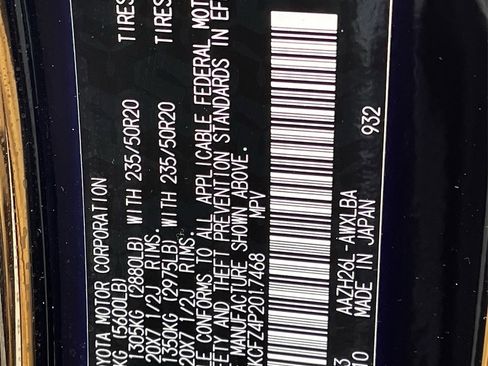 TOYOTA MOTOR CORPORATION
KG (5600LB)
1305KG (2880LB) WITH 235/50R20 TIRES
20X7 1/2J RIMS.
1350KG (2975LB) WITH 235/50R20 TIRES
20X7 1/2J RIMS.
CONFORMS TO ALL APPLICABLE FEDERAL MOT
AND THEFT PREVENTION STANDARDS IN EF
MANUFACTURE SHOWN ABOVE.
KCFZ4P2017468 MPV
AAZH26L-AWXLBA
MADE IN JAPAN 932